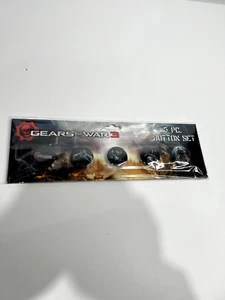 GEARS OF WAR 3
5 PC.
BUTTON SET